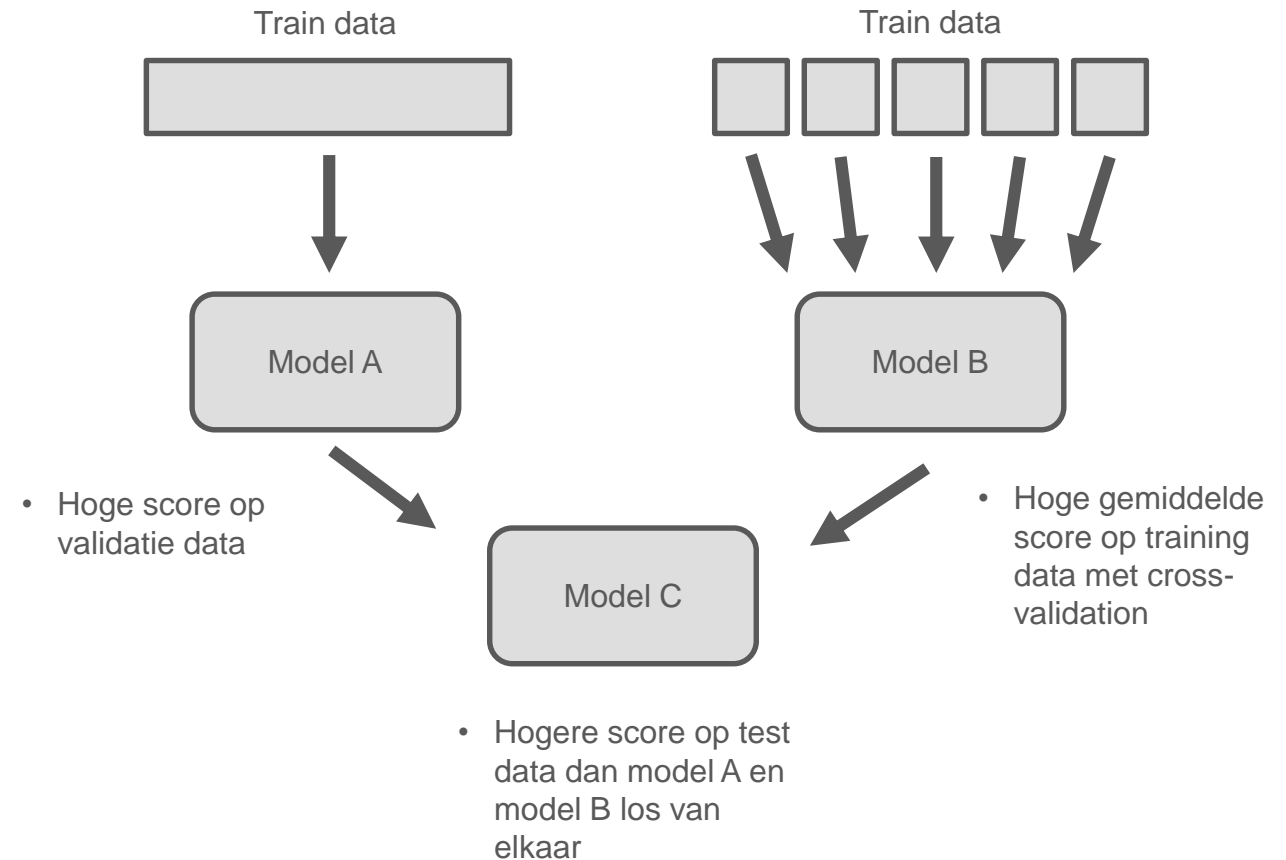 Train data
Train data
Model A
Model B
• Hoge score op
validatie data
• Hoge gemiddelde
score op training
data met cross-
validation
Model C
• Hogere score op test
data dan model A en
model B los van
elkaar